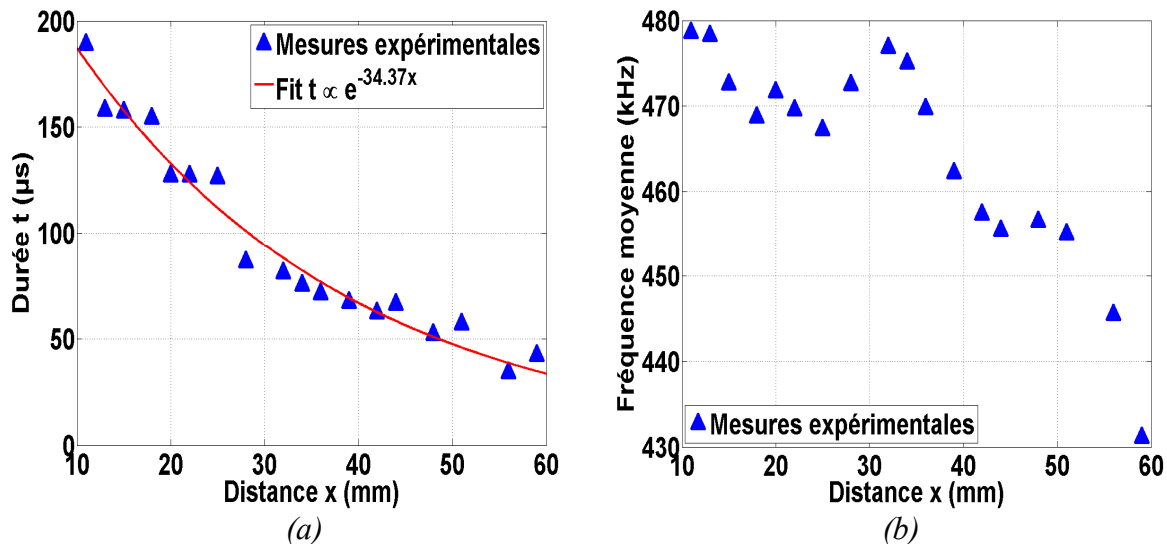 200
150
100
50
0
Durée t (µs)
Mesures expérimentales
Fit t ∝ e^-34.37x
10 20 30 40 50 60
Distance x (mm)
(a)
480
470
460
450
440
430
Fréquence moyenne (kHz)
Mesures expérimentales
10 20 30 40 50 60
Distance x (mm)
(b)